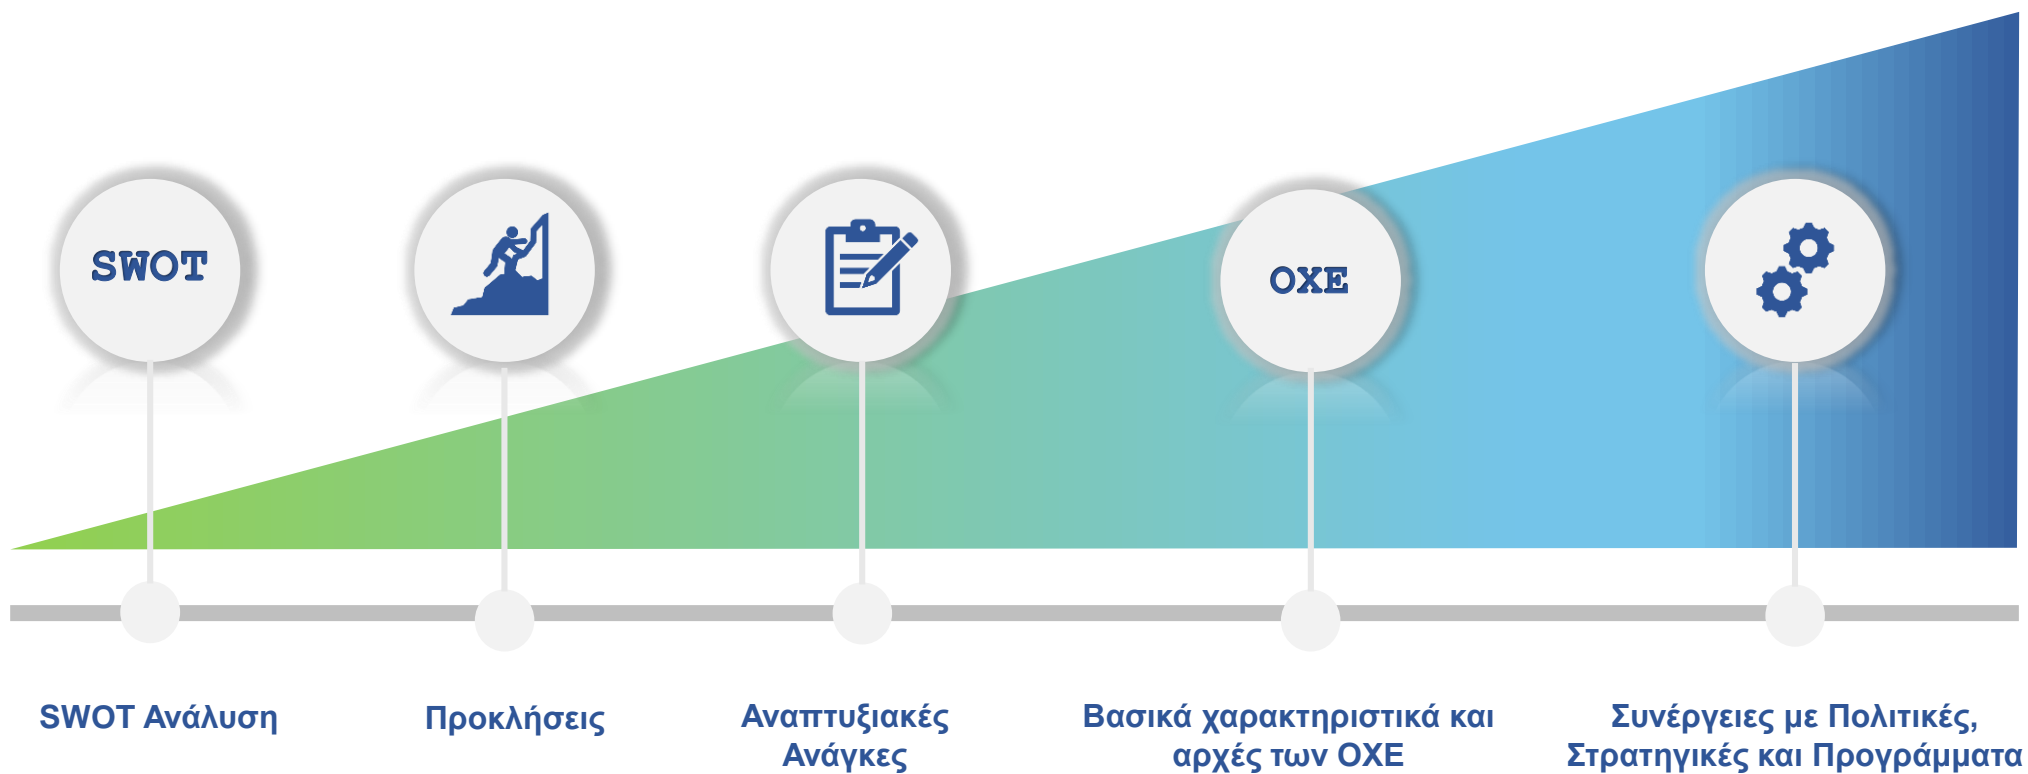 SWOT
ΟΧΕ
SWOT Ανάλυση
Προκλήσεις
Αναπτυξιακές
Ανάγκες
Βασικά χαρακτηριστικά και
αρχές των ΟΧΕ
Συνέργειες με Πολιτικές,
Στρατηγικές και Προγράμματα